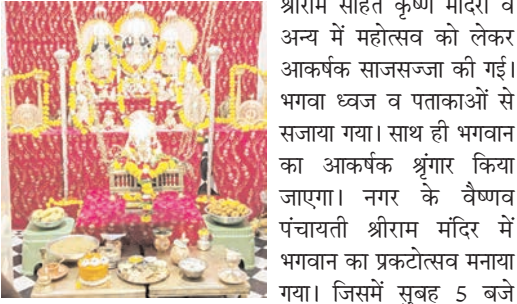 श्रीराम सहित कृष्ण मंदिरों व
अन्य में महोत्सव को लेकर
आकर्षक साजसज्जा की गई।
भगवा ध्वज व पताकाओं से
सजाया गया। साथ ही भगवान
का आकर्षक श्रृंगार किया
जाएगा। नगर के वैष्णव
पंचायती श्रीराम मंदिर में
भगवान का प्रकटोत्सव मनाया
गया। जिसमें सुबह 5 बजे